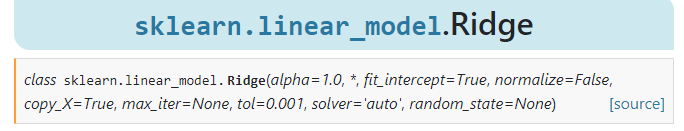 sklearn.linear_model.Ridge
class sklearn.linear_model.Ridge(alpha=1.0, *, fit_intercept=True, normalize=False,
copy_X=True, max_iter=None, tol=0.001, solver='auto', random_state=None) [source]